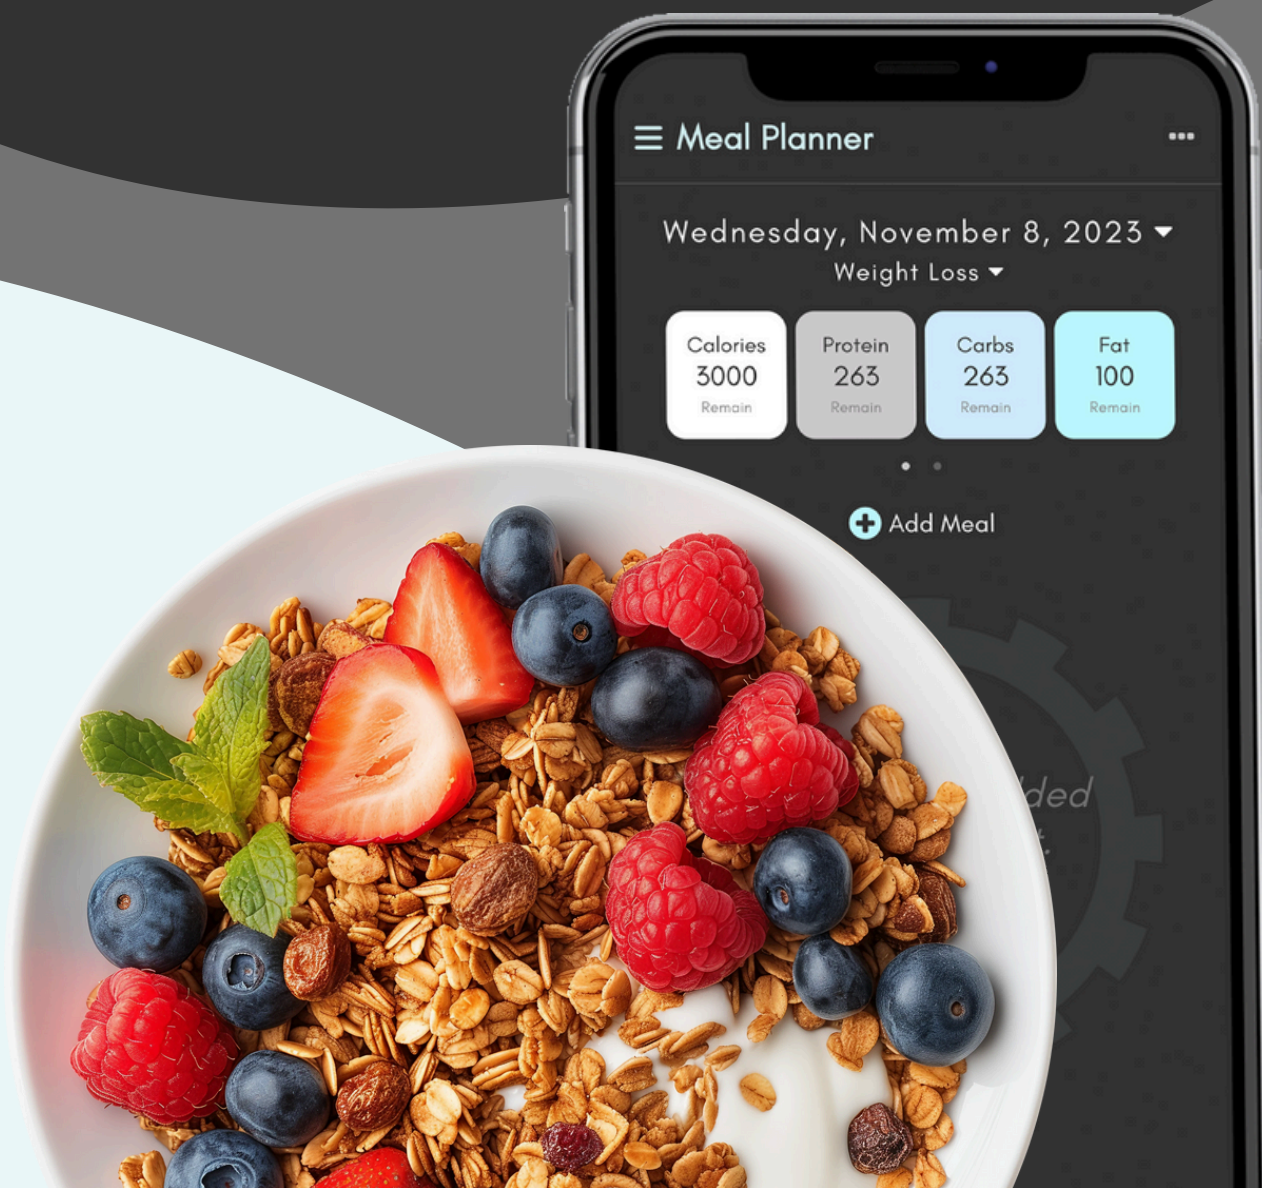 Meal Planner
Wednesday, November 8, 2023
Weight Loss
Calories
3000
Remain
Protein
263
Remain
Carbs
263
Remain
Fat
100
Remain
Add Meal